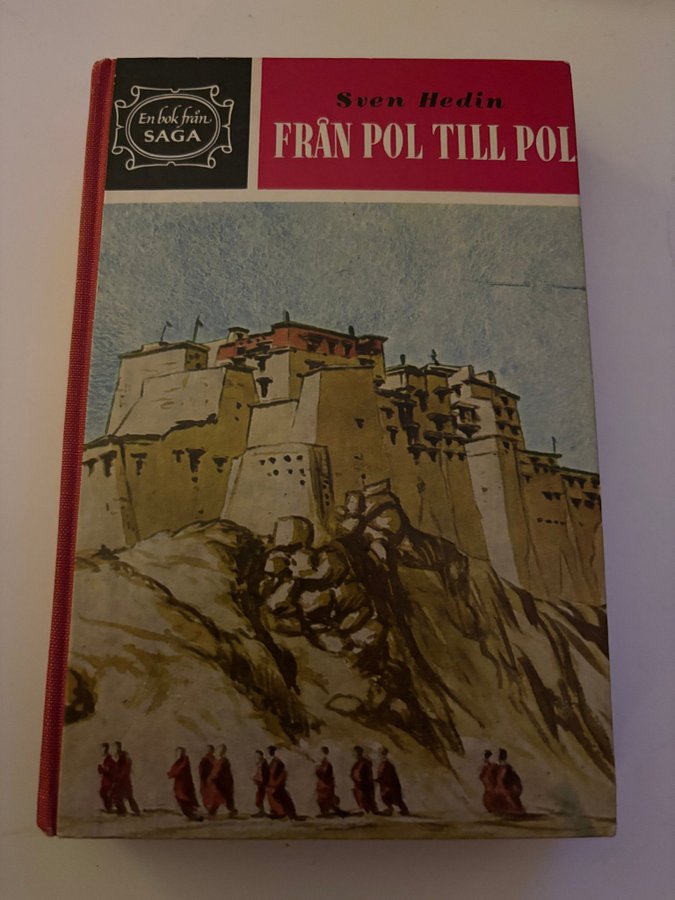 En bok från
SAGA
Sven Hedin
FRÅN POL TILL POL